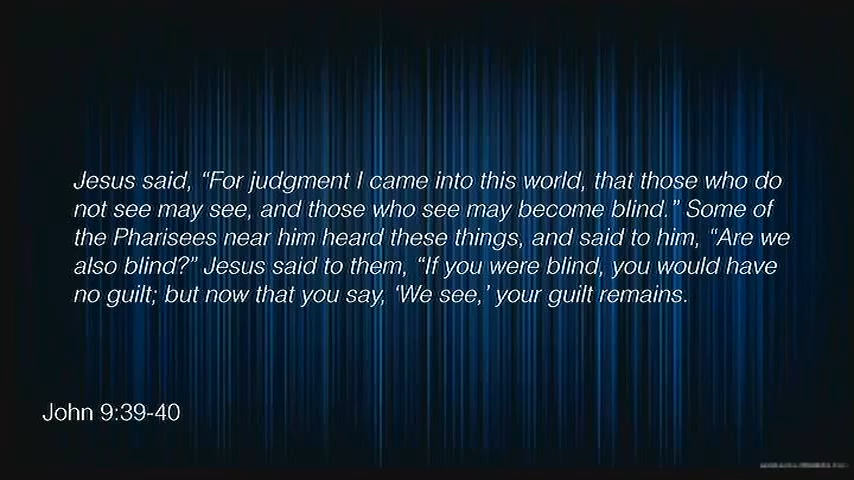 Jesus said, “For judgment I came into this world, that those who do
not see may see, and those who see may become blind.” Some of
the Pharisees near him heard these things, and said to him, “Are we
also blind?” Jesus said to them, “If you were blind, you would have
no guilt; but now that you say, ‘We see,’ your guilt remains.
John 9:39-40